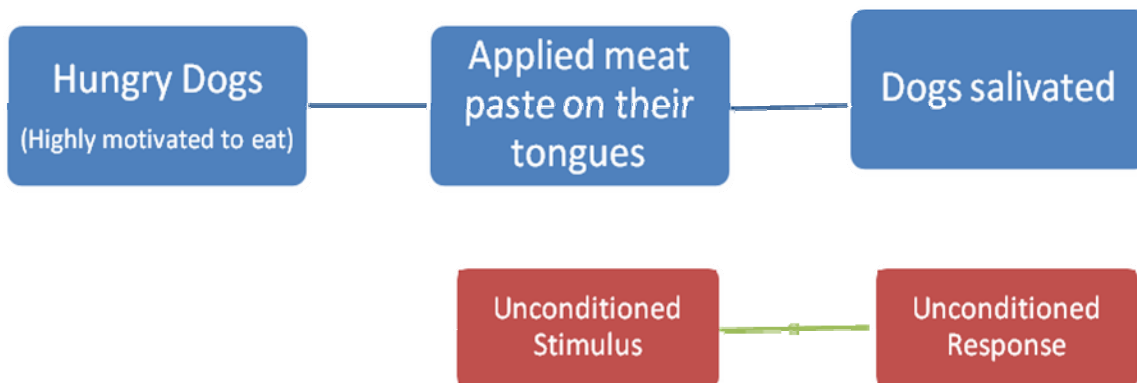 Hungry Dogs
(Highly motivated to eat)
Applied meat
paste on their
tongues
Dogs salivated
Unconditioned
Stimulus
Unconditioned
Response